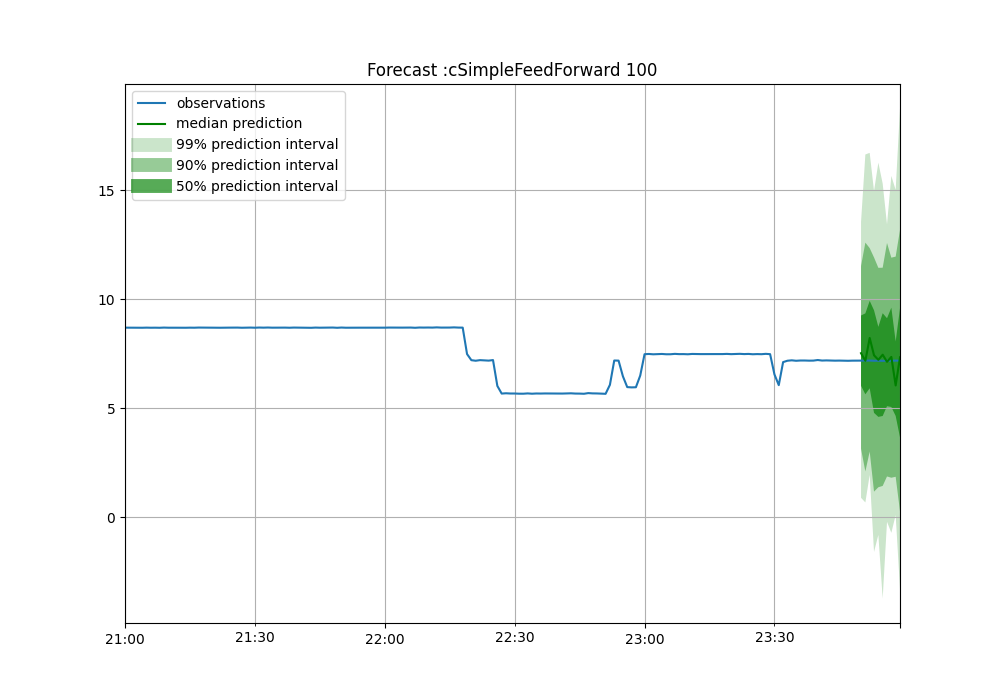 Forecast :cSimpleFeedForward 100
observations
median prediction
99% prediction interval
90% prediction interval
50% prediction interval
15
10
5
0
21:00
21:30
22:00
22:30
23:00
23:30